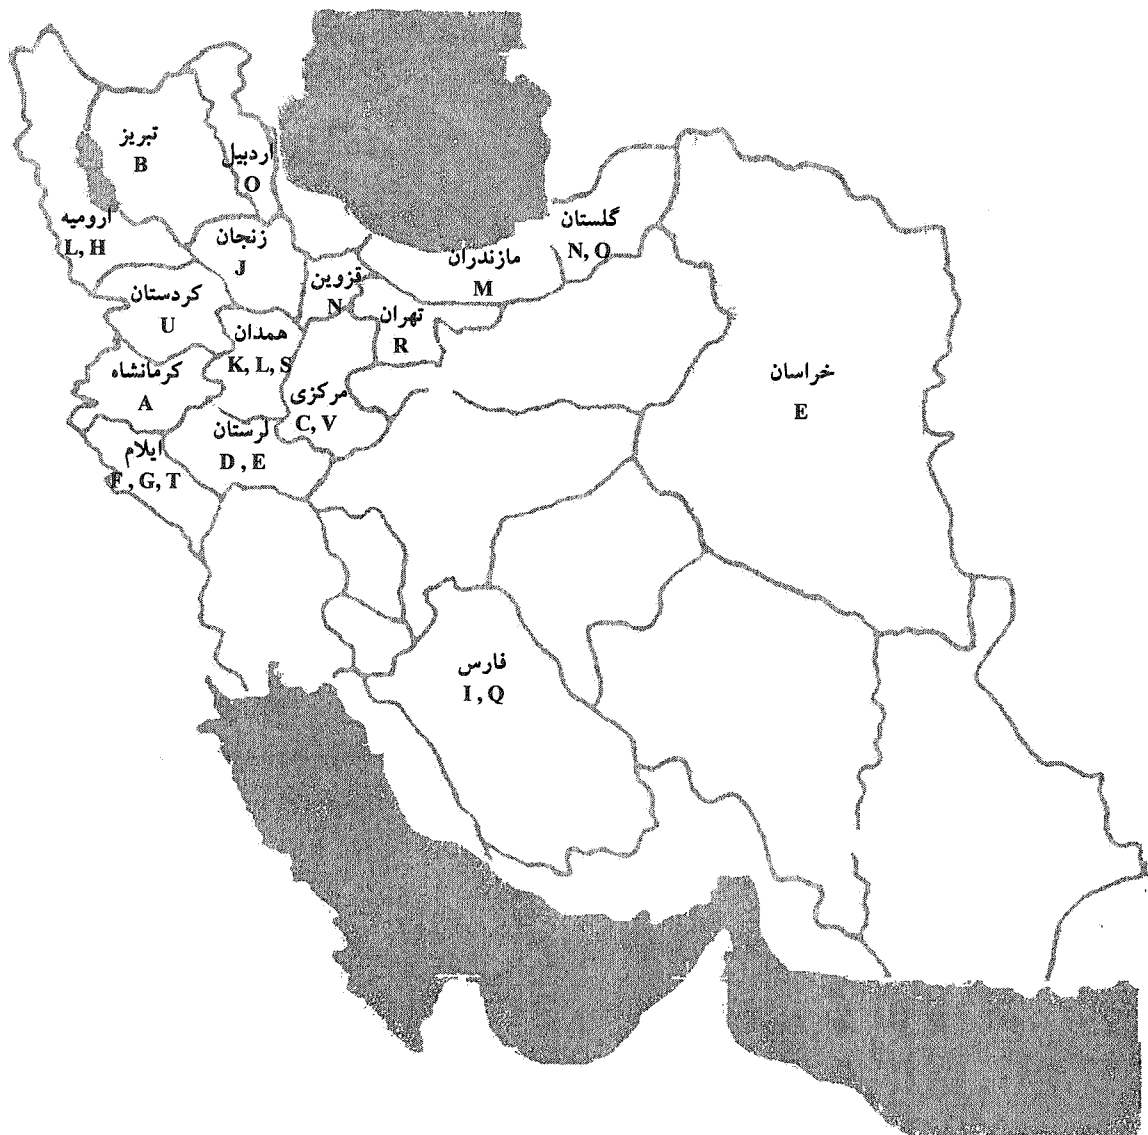 تبریز
B
اردبیل
O
ارومیه
L, H
زنجان
J
گلستان
N, O
مازندران
M
قزوین
N
کردستان
U
تهران
R
همدان
K, L, S
کرمانشاه
A
خراسان
E
مرکزی
C, V
لرستان
D , E
ایلام
F, G, T
فارس
I , Q